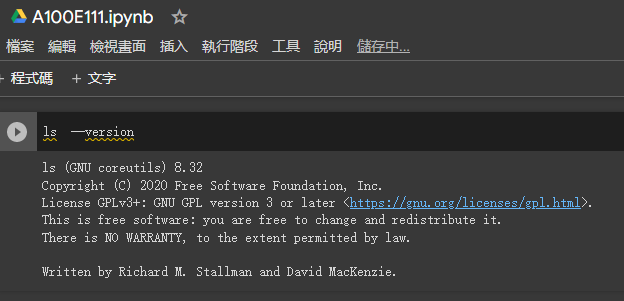 A100E111.ipynb
檔案 編輯 檢視畫面 插入 執行階段 工具 說明 儲存中...
+ 程式碼 + 文字
ls --version
ls (GNU coreutils) 8.32
Copyright (C) 2020 Free Software Foundation, Inc.
License GPLv3+: GNU GPL version 3 or later <https://gnu.org/licenses/gpl.html>.
This is free software: you are free to change and redistribute it.
There is NO WARRANTY, to the extent permitted by law.
Written by Richard M. Stallman and David MacKenzie.